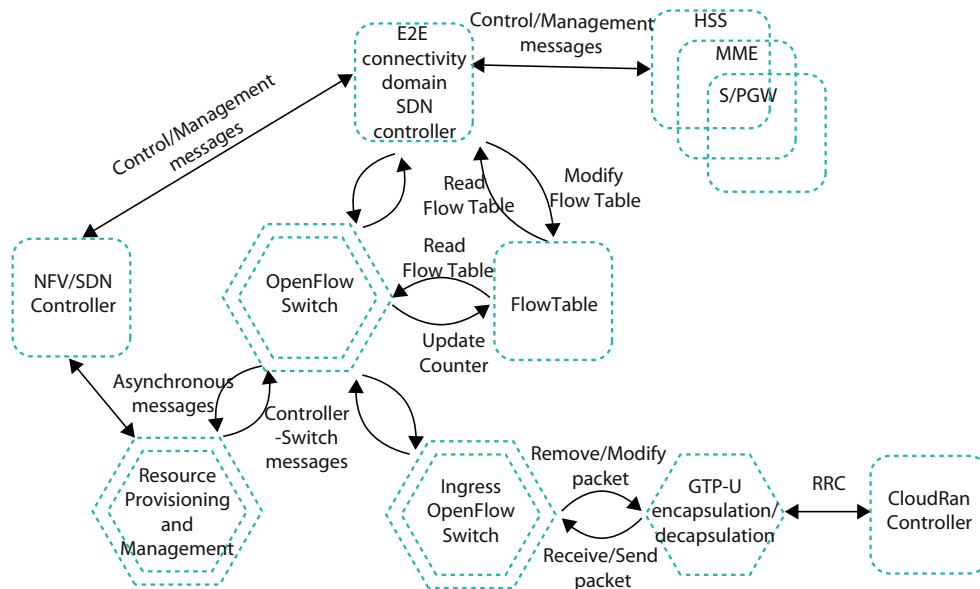 E2E
connectivity
domain
SDN
controller
Control/Management
messages
HSS
MME
S/PGW
Control/Management
messages
Read
Flow Table
Modify
Flow Table
NFV/SDN
Controller
OpenFlow
Switch
Read
Flow Table
FlowTable
Update
Counter
Asynchronous
messages
Controller
-Switch
messages
Resource
Provisioning
and
Management
Ingress
OpenFlow
Switch
Remove/Modify
packet
Receive/Send
packet
GTP-U
encapsulation/
decapsulation
RRC
CloudRan
Controller